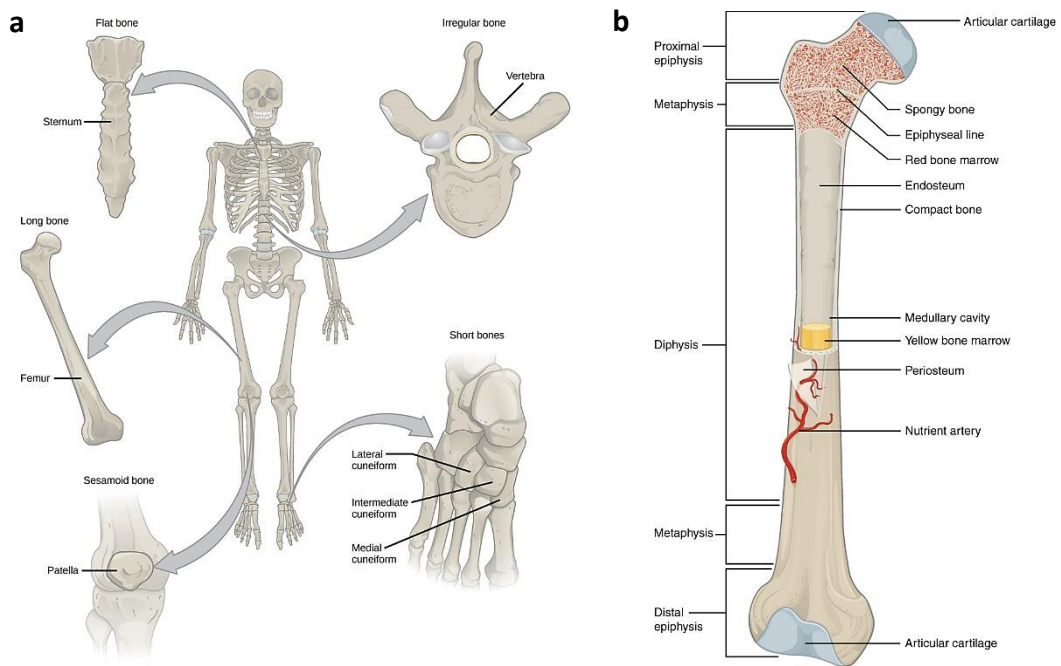 a
Flat bone
Sternum
Irregular bone
Vertebra
Long bone
Femur
Short bones
Lateral
cuneiform
Intermediate
cuneiform
Medial
cuneiform
Sesamoid bone
Patella
b
Proximal
epiphysis
Metaphysis
Diphysis
Metaphysis
Distal
epiphysis
Articular cartilage
Spongy bone
Epiphyseal line
Red bone marrow
Endosteum
Compact bone
Medullary cavity
Yellow bone marrow
Periosteum
Nutrient artery
Articular cartilage